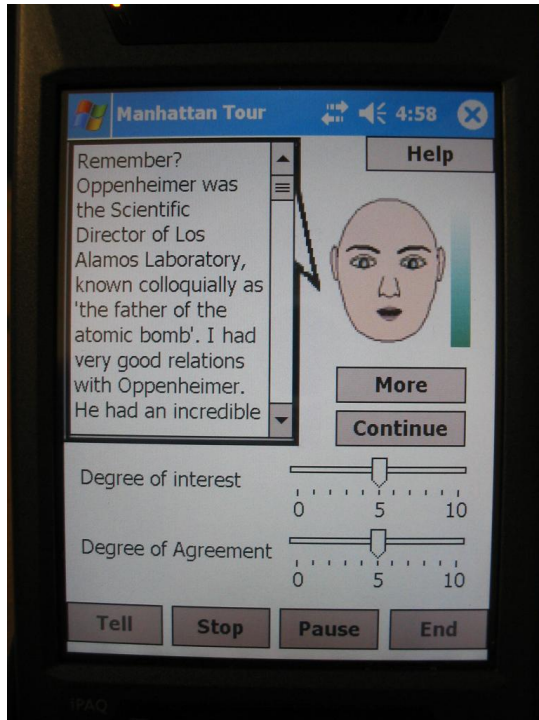 Manhattan Tour 4:58
Help
Remember?
Oppenheimer was
the Scientific
Director of Los
Alamos Laboratory,
known colloquially as
'the father of the
atomic bomb'. I had
very good relations
with Oppenheimer.
He had an incredible
More
Continue
Degree of interest
0 5 10
Degree of Agreement
0 5 10
Tell Stop Pause End
iPAQ